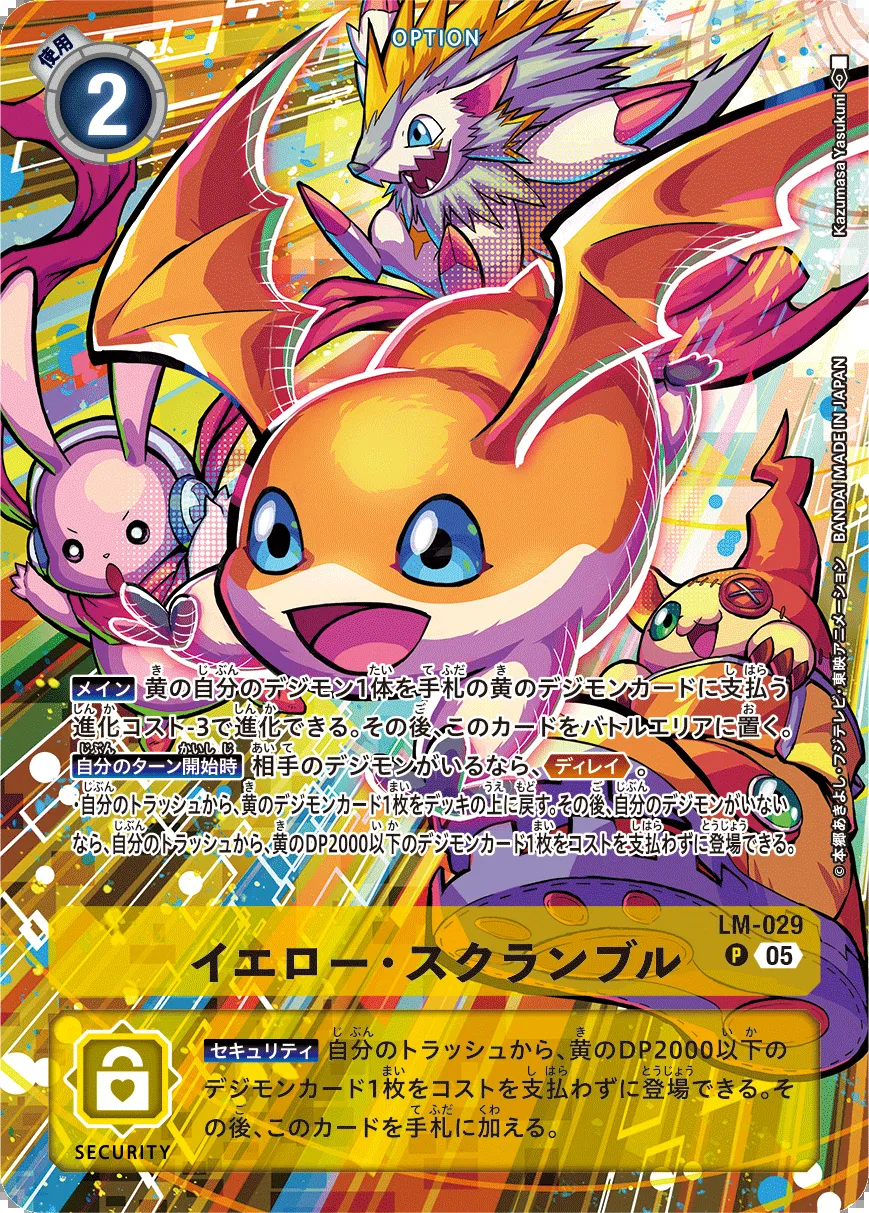 OPTION
使用
2
Kazumasa Yasukuni
メイン 黄の自分のデジモン1体を手札の黄のデジモンカードに支払う
進化コスト-3で進化できる。その後、このカードをバトルエリアに置く。
自分のターン開始時 相手のデジモンがいるなら、ディレイ。
・自分のトラッシュから、黄のデジモンカード1枚をデッキの上に戻す。その後、自分のデジモンがいない
なら、自分のトラッシュから、黄のDP2000以下のデジモンカード1枚をコストを支払わずに登場できる。
©本郷あきよし・フジテレビ・東映アニメーション BANDAI MADE IN JAPAN
LM-029
P 05
イエロー・スクランブル
セキュリティ 自分のトラッシュから、黄のDP2000以下の
デジモンカード1枚をコストを支払わずに登場できる。そ
の後、このカードを手札に加える。
SECURITY